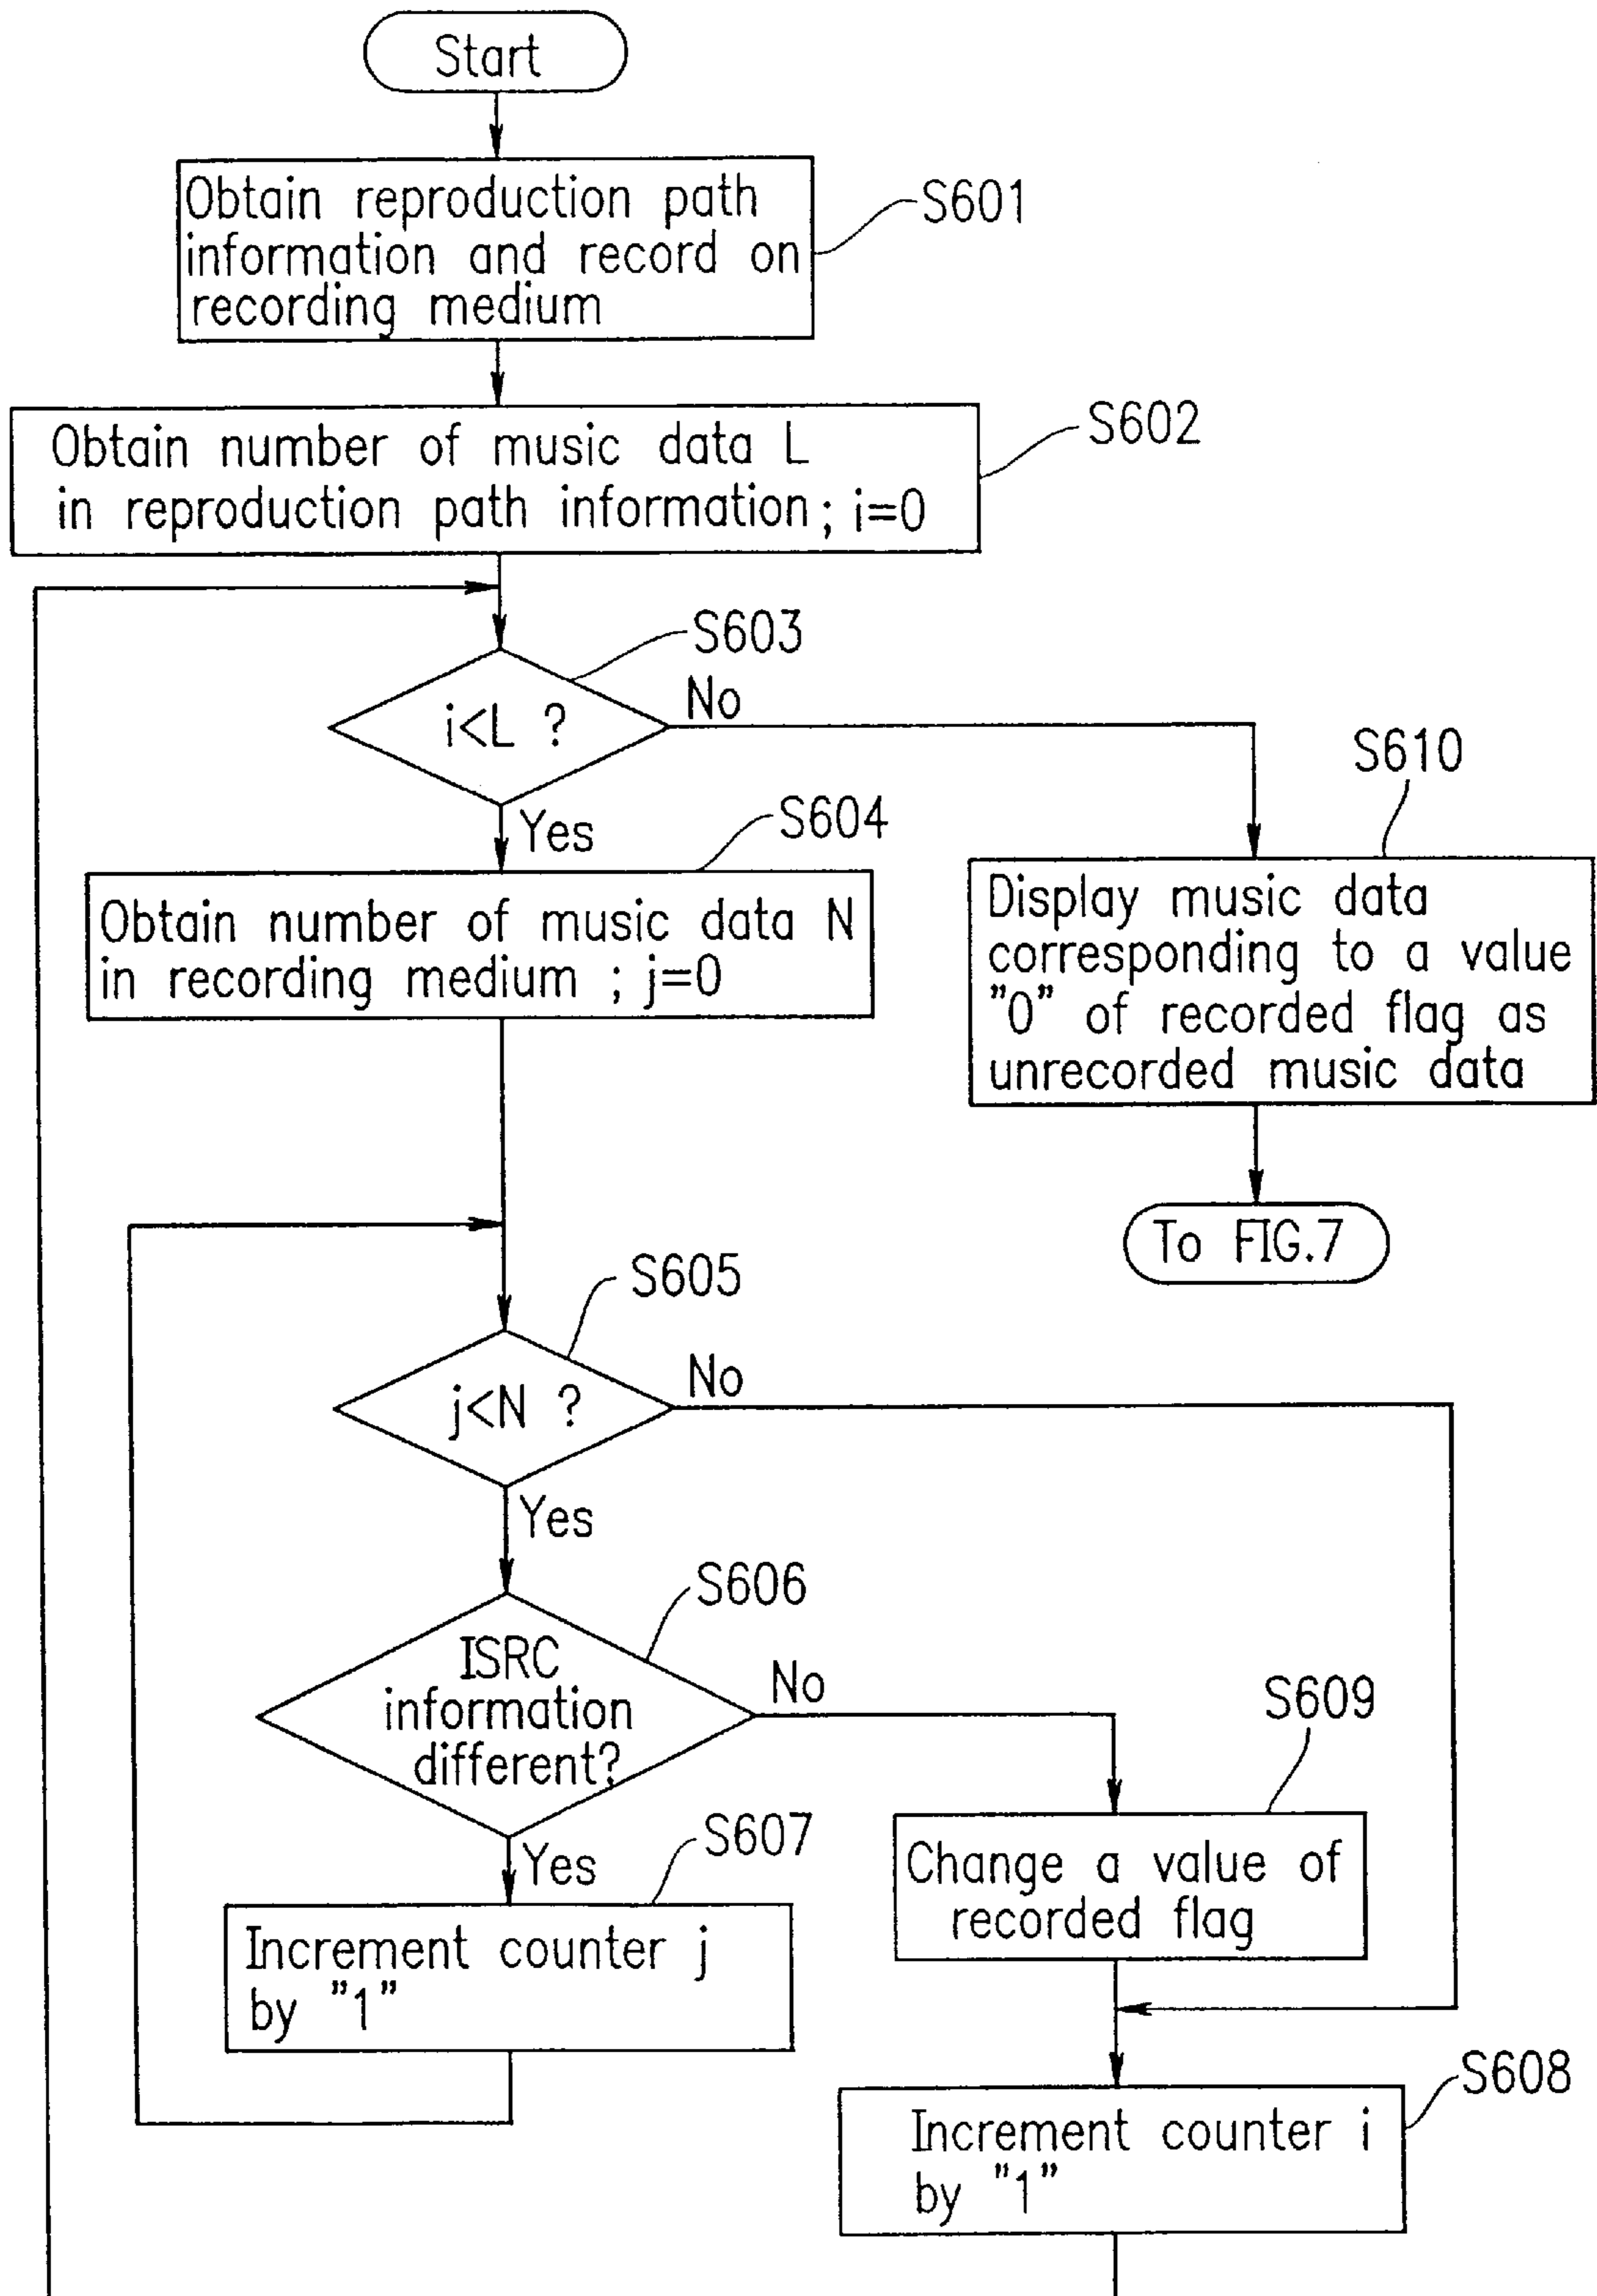 Start
Obtain reproduction path
information and record on
recording medium
S601
Obtain number of music data L
in reproduction path information; i=0
S602
S603
i<L ?
No
Yes
S604
Obtain number of music data N
in recording medium ; j=0
S610
Display music data
corresponding to a value
"0" of recorded flag as
unrecorded music data
To FIG.7
S605
j<N ?
No
Yes
S606
ISRC
information
different?
No
Yes
S609
Change a value of
recorded flag
S607
Increment counter j
by "1"
S608
Increment counter i
by "1"